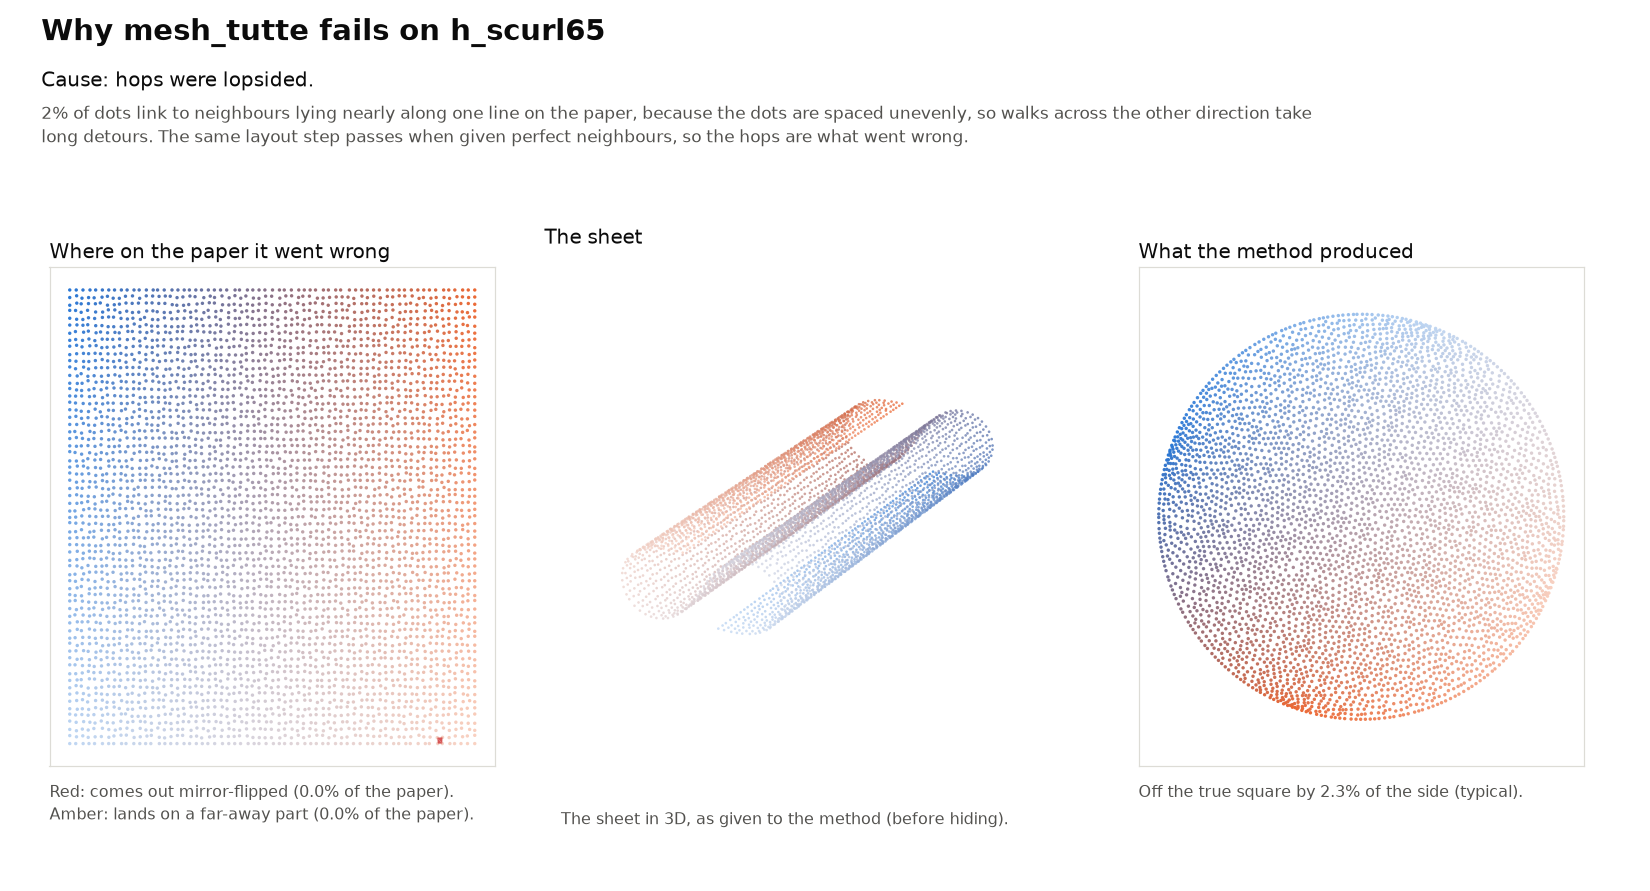 Why mesh_tutte fails on h_scurl65
Cause: hops were lopsided.
2% of dots link to neighbours lying nearly along one line on the paper, because the dots are spaced unevenly, so walks across the other direction take
long detours. The same layout step passes when given perfect neighbours, so the hops are what went wrong.
Where on the paper it went wrong
The sheet
What the method produced
Red: comes out mirror-flipped (0.0% of the paper).
Amber: lands on a far-away part (0.0% of the paper).
The sheet in 3D, as given to the method (before hiding).
Off the true square by 2.3% of the side (typical).